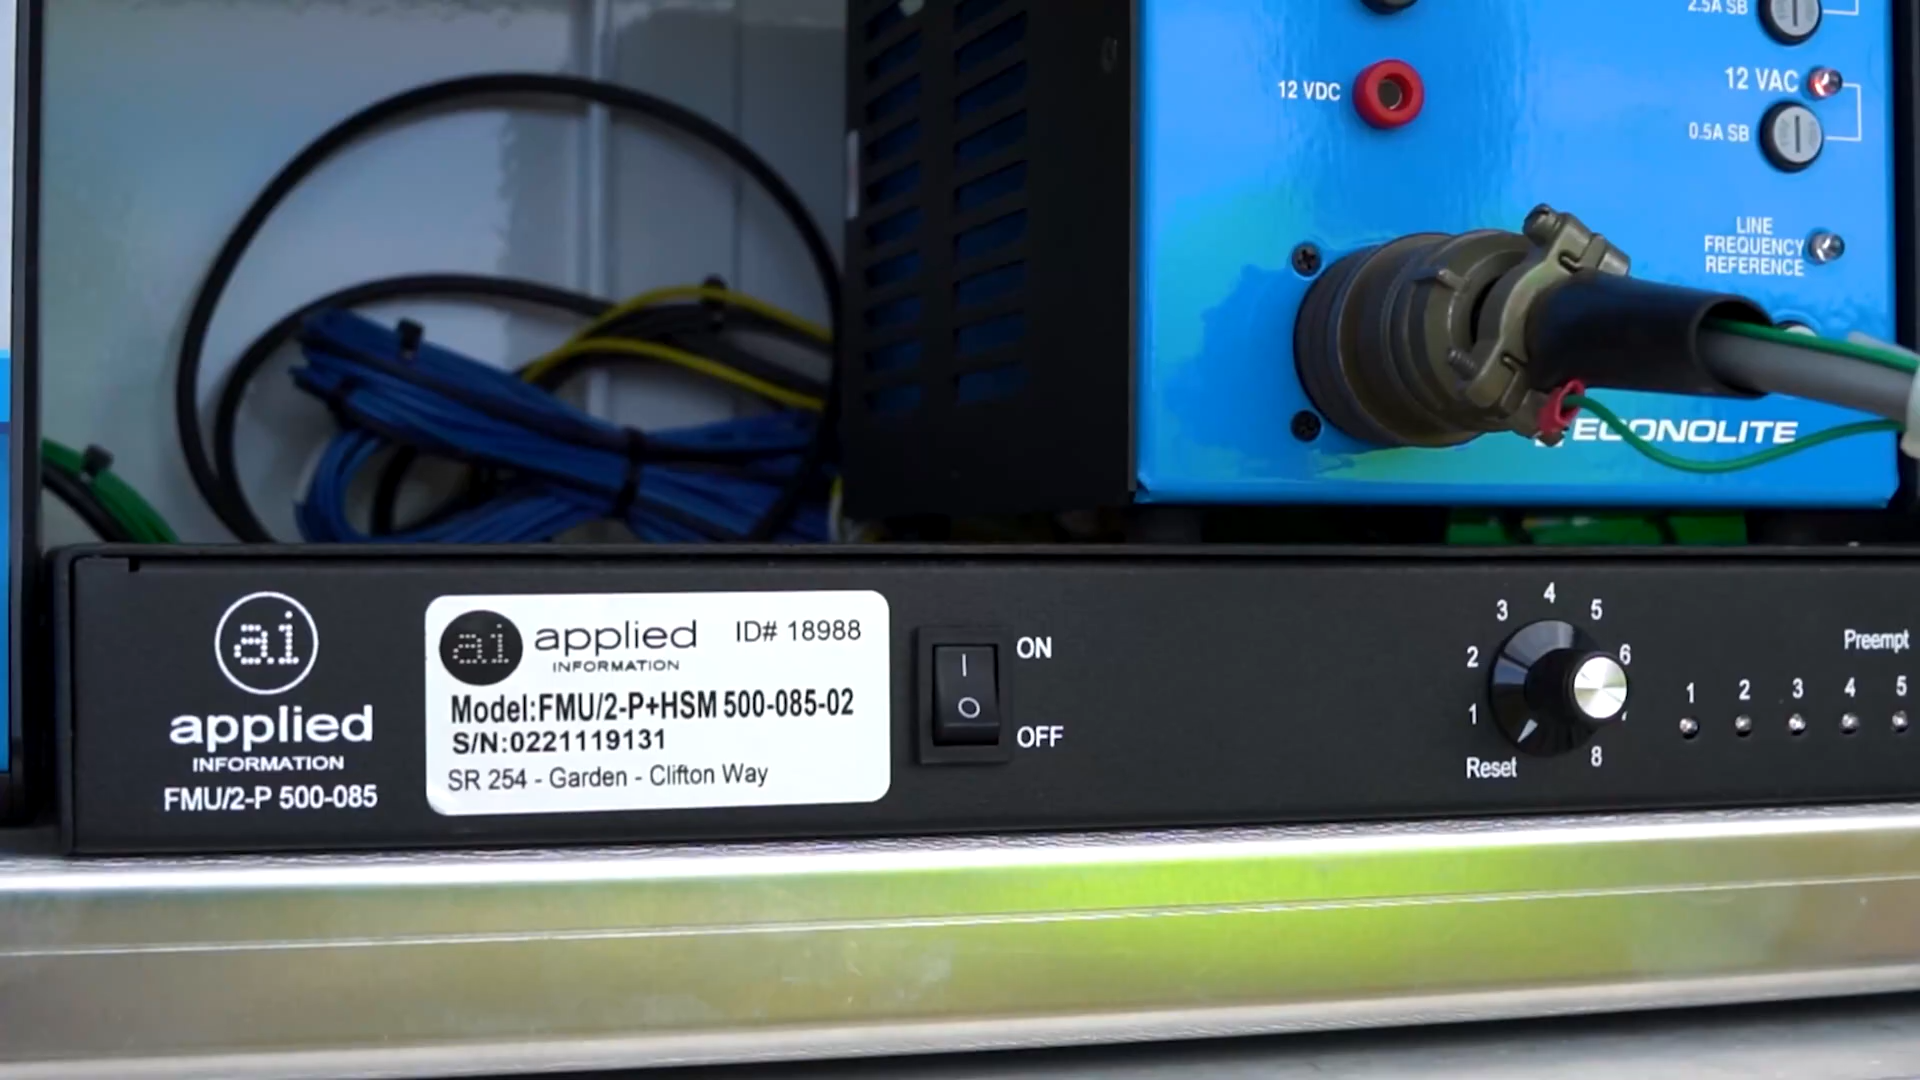 2.5A SB
12 VDC
12 VAC
0.5A SB
LINE
FREQUENCY
REFERENCE
ECONOLITE
a.i
applied
INFORMATION
FMU/2-P 500-085
a.i applied
INFORMATION
ID# 18988
Model:FMU/2-P+HSM 500-085-02
S/N:0221119131
SR 254 - Garden - Clifton Way
ON
I
O
OFF
Reset
1
2
3
4
5
6
8
Preempt
1 2 3 4 5